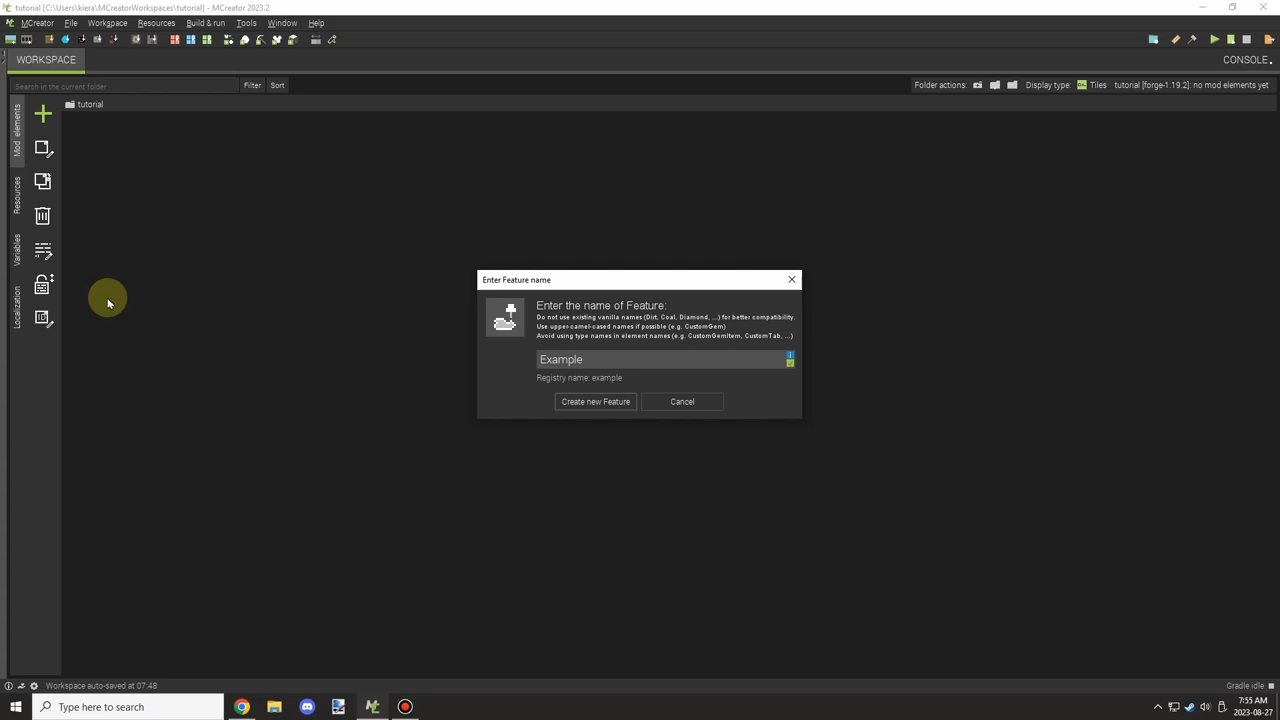 tutorial [C:\Users\kiera\MCreatorWorkspaces\tutorial] - MCreator 2023.2
MCreator File Workspace Resources Build & run Tools Window Help
WORKSPACE
CONSOLE
Search in the current folder
Filter Sort
Folder actions: Display type: Tiles tutorial [forge-1.19.2]: no mod elements yet
tutorial
Mod elements
Resources
Variables
Localization
Enter Feature name
Enter the name of Feature:
Do not use existing vanilla names (Dirt, Coal, Diamond, ...) for better compatibility.
Use upper-camel-cased names if possible (e.g. CustomGem)
Avoid using type names in element names (e.g. CustomGemItem, CustomTab, ...)
Example
Registry name: example
Create new Feature Cancel
Workspace auto-saved at 07:48
Gradle idle
Type here to search
7:55 AM
2023-08-27